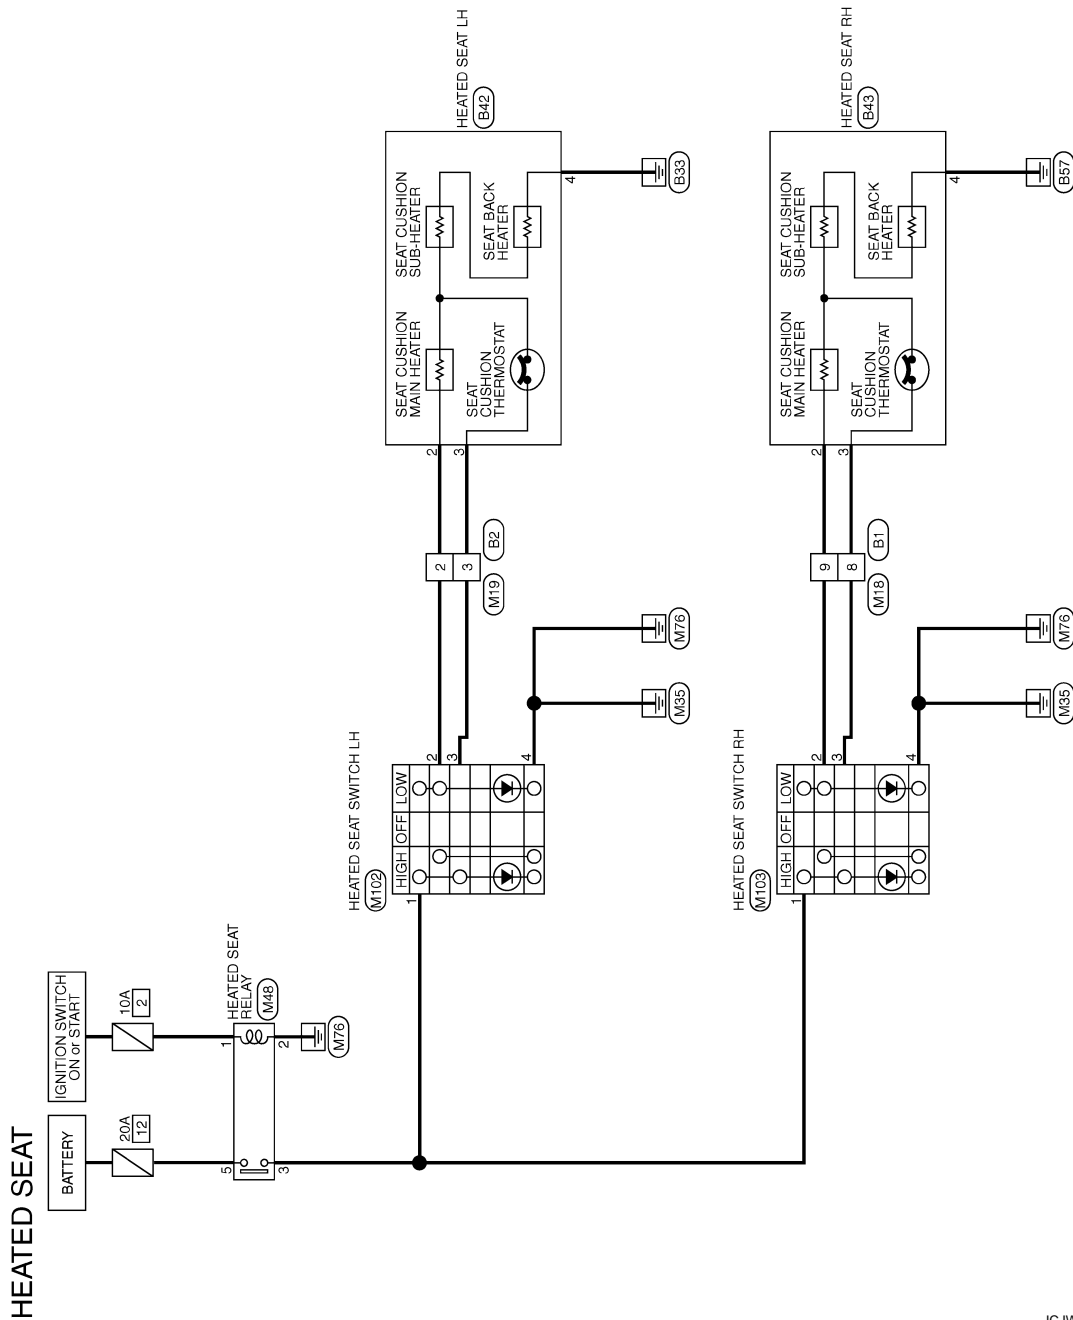 HEATED SEAT
BATTERY
IGNITION SWITCH
ON or START
20A
12
10A
2
5
3
1
2
HEATED SEAT
RELAY
M48
M76
HEATED SEAT SWITCH LH
M102
HIGH
OFF
LOW
1
2
3
4
M35
M76
2
3
M19
B2
2
3
SEAT CUSHION
MAIN HEATER
SEAT
CUSHION
THERMOSTAT
SEAT CUSHION
SUB-HEATER
SEAT BACK
HEATER
4
HEATED SEAT LH
B42
B33
HEATED SEAT SWITCH RH
M103
HIGH
OFF
LOW
1
2
3
4
M35
M76
9
8
M18
B1
2
3
SEAT CUSHION
MAIN HEATER
SEAT
CUSHION
THERMOSTAT
SEAT CUSHION
SUB-HEATER
SEAT BACK
HEATER
4
HEATED SEAT RH
B43
B57